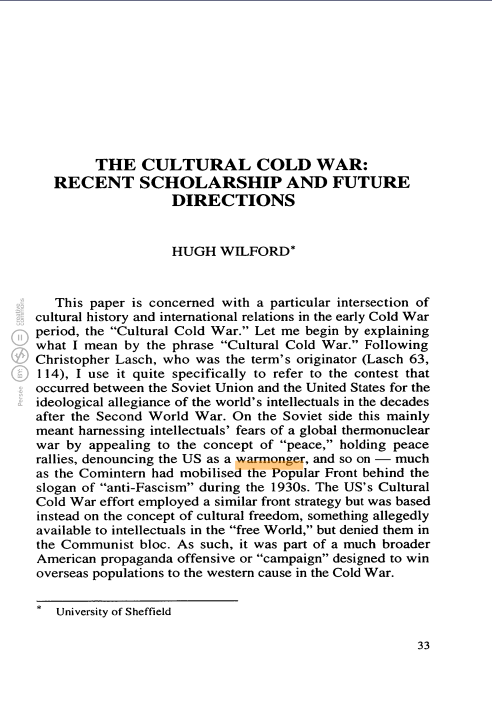 THE CULTURAL COLD WAR:
RECENT SCHOLARSHIP AND FUTURE
DIRECTIONS
HUGH WILFORD*
This paper is concerned with a particular intersection of
cultural history and international relations in the early Cold War
period, the “Cultural Cold War.” Let me begin by explaining
what I mean by the phrase “Cultural Cold War.” Following
Christopher Lasch, who was the term’s originator (Lasch 63,
114), I use it quite specifically to refer to the contest that
occurred between the Soviet Union and the United States for the
ideological allegiance of the world’s intellectuals in the decades
after the Second World War. On the Soviet side this mainly
meant harnessing intellectuals’ fears of a global thermonuclear
war by appealing to the concept of “peace,” holding peace
rallies, denouncing the US as a warmonger, and so on — much
as the Comintern had mobilised the Popular Front behind the
slogan of “anti-Fascism” during the 1930s. The US’s Cultural
Cold War effort employed a similar front strategy but was based
instead on the concept of cultural freedom, something allegedly
available to intellectuals in the “free World,” but denied them in
the Communist bloc. As such, it was part of a much broader
American propaganda offensive or “campaign” designed to win
overseas populations to the western cause in the Cold War.
* University of Sheffield
33
Persée BY: creative commons